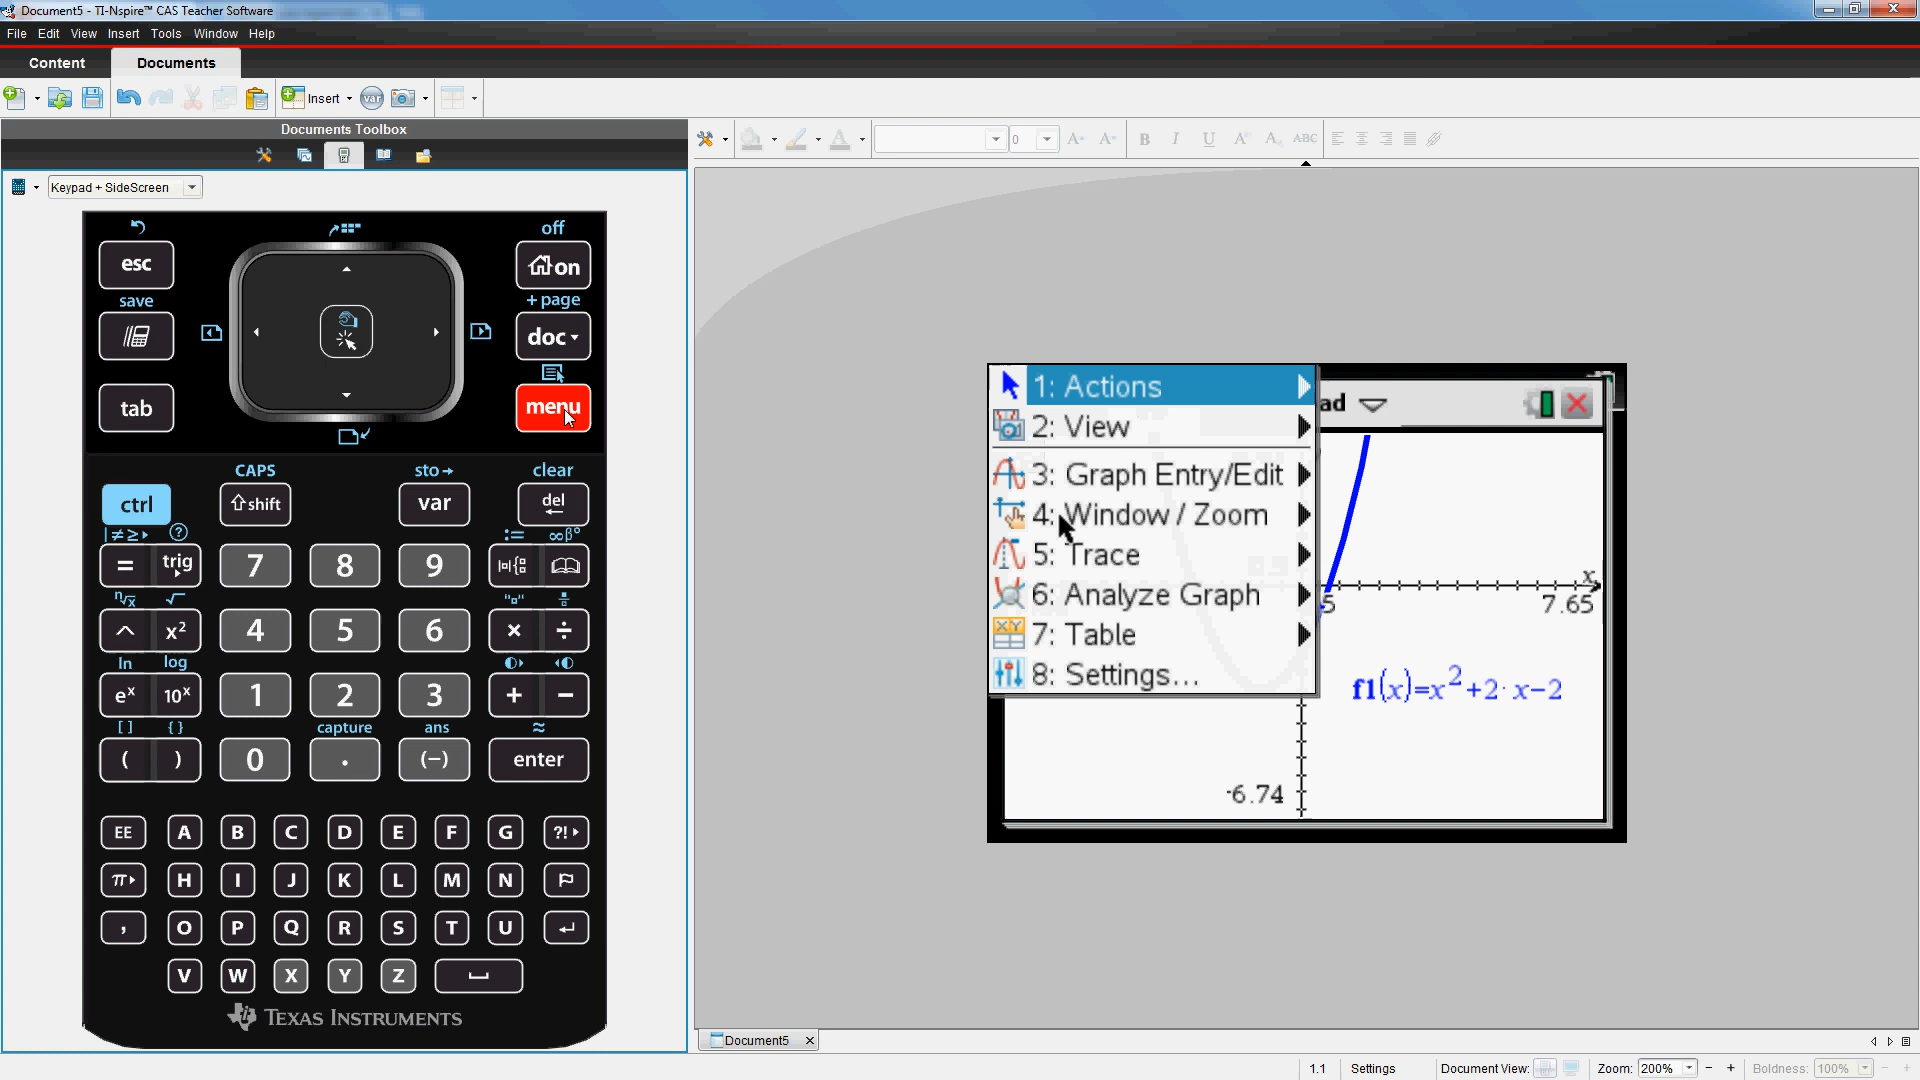 Document5 - TI-Nspire™ CAS Teacher Software
File Edit View Insert Tools Window Help
Content Documents
Insert var
Documents Toolbox
0 B I U A ABC
Keypad + SideScreen
off
esc on
save + page
doc
tab menu
CAPS sto→ clear
ctrl shift var del
|≠≥▸ ? := ∞β°
= trig 7 8 9
ⁿ√x √ "▫"
^ x² 4 5 6 × ÷
ln log
eˣ 10ˣ 1 2 3 + −
[ ] { } capture ans ≈
( ) 0 . (−) enter
EE A B C D E F G ?!▸
π▸ H I J K L M N
, O P Q R S T U
V W X Y Z
TEXAS INSTRUMENTS
1: Actions
2: View
3: Graph Entry/Edit
4: Window / Zoom
5: Trace
6: Analyze Graph
7: Table
8: Settings...
ad
x
5 7.65
f1(x)=x²+2·x−2
-6.74
Document5
1.1 Settings Document View: Zoom: 200% − + Boldness: 100% − +